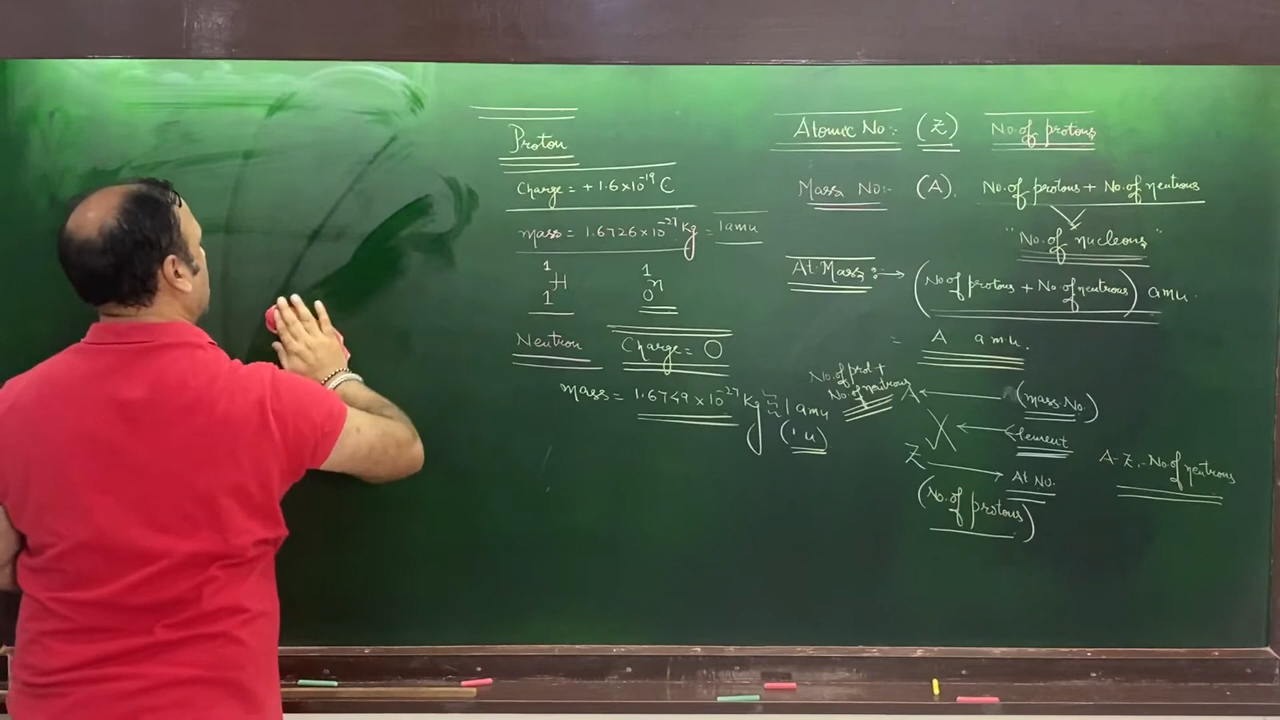 Proton
Charge = + 1.6×10⁻¹⁹ C
mass = 1.6726×10⁻²⁷ Kg = 1amu
¹₁H ¹₀n
Neutron Charge = 0
mass = 1.6749×10⁻²⁷ Kg ≈ 1 amu
(1 u)
Atomic No:- (Z) No. of protons
Mass No:- (A). No. of protons + No. of neutrons
"No. of nucleons"
At. Mass :→ (No. of protons + No. of neutrons) amu.
= A amu.
No. of prot +
No. of neutrons A ← (mass. No.)
X ← Element
Z → At No.
(No. of protons)
A-Z = No. of neutrons